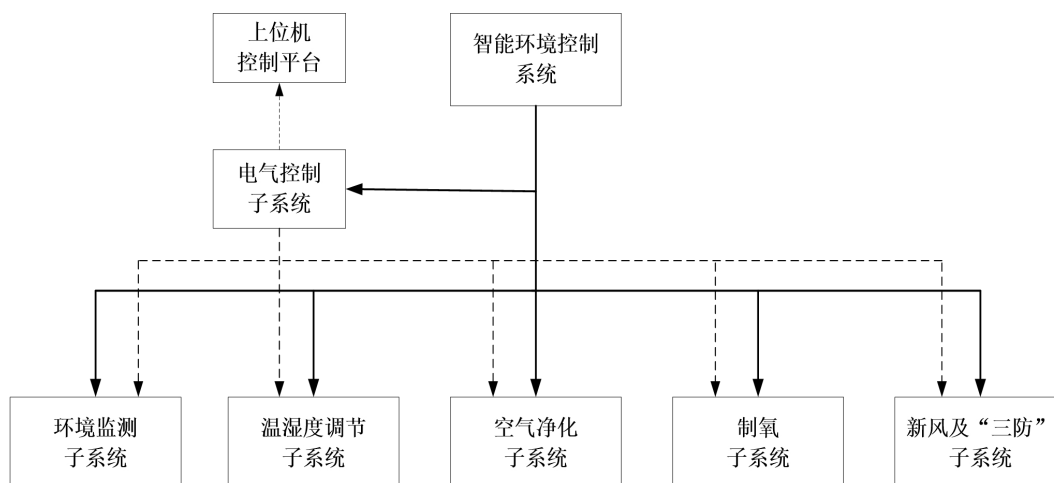 上位机
控制平台
智能环境控制
系统
电气控制
子系统
环境监测
子系统
温湿度调节
子系统
空气净化
子系统
制氧
子系统
新风及“三防”
子系统